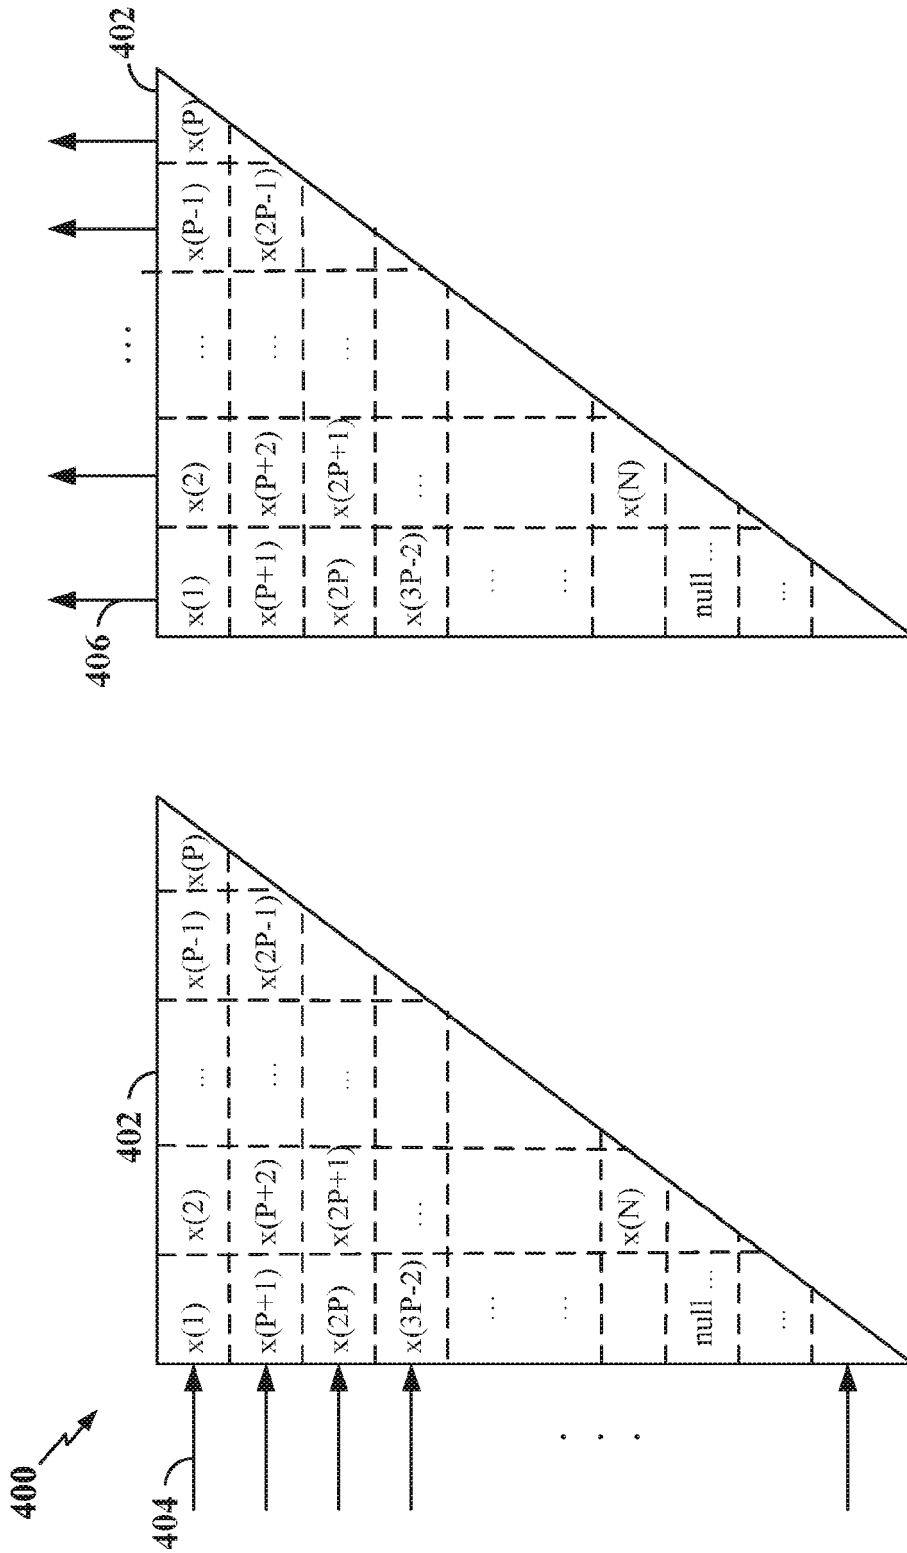 400
404
402
x(1) x(2) ... x(P-1) x(P)
x(P+1) x(P+2) ... x(2P-1)
x(2P) x(2P+1) ...
x(3P-2) ...
... ...
x(N)
null ...
...
. . .
406
402
. . .
x(1) x(2) ... x(P-1) x(P)
x(P+1) x(P+2) ... x(2P-1)
x(2P) x(2P+1) ...
x(3P-2) ...
... ...
x(N)
null ...
...